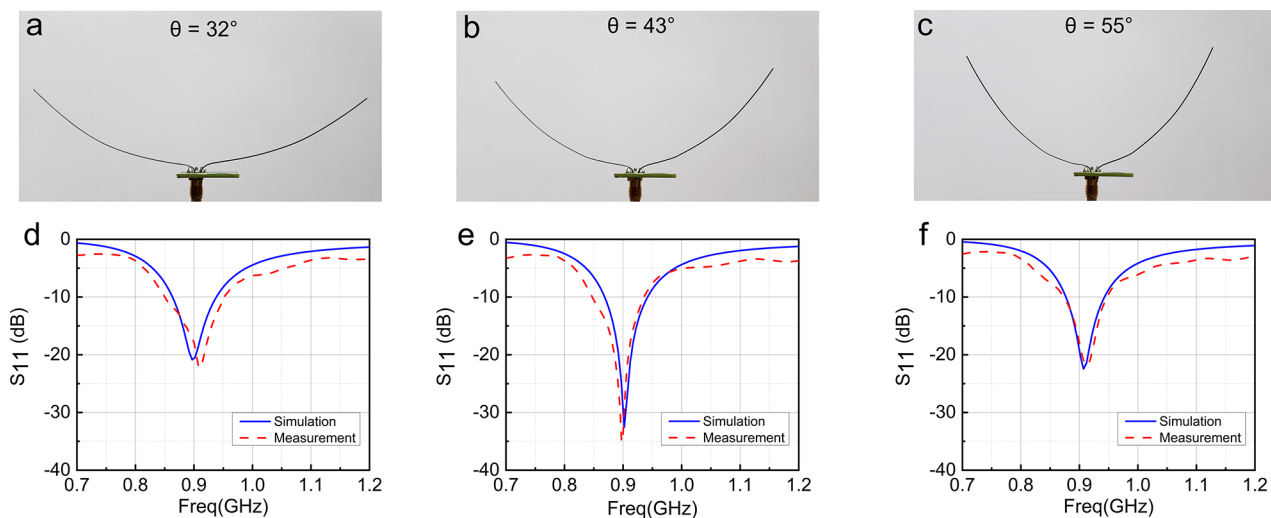 a
θ = 32°
b
θ = 43°
c
θ = 55°
d
0
-10
-20
-30
-40
S11 (dB)
Simulation
Measurement
0.7 0.8 0.9 1.0 1.1 1.2
Freq(GHz)
e
0
-10
-20
-30
-40
S11 (dB)
Simulation
Measurement
0.7 0.8 0.9 1.0 1.1 1.2
Freq(GHz)
f
0
-10
-20
-30
-40
S11 (dB)
Simulation
Measurement
0.7 0.8 0.9 1.0 1.1 1.2
Freq(GHz)